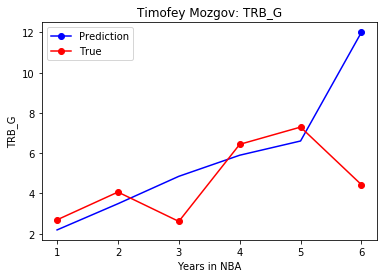 Timofey Mozgov: TRB_G
Prediction
True
TRB_G
12
10
8
6
4
2
1 2 3 4 5 6
Years in NBA